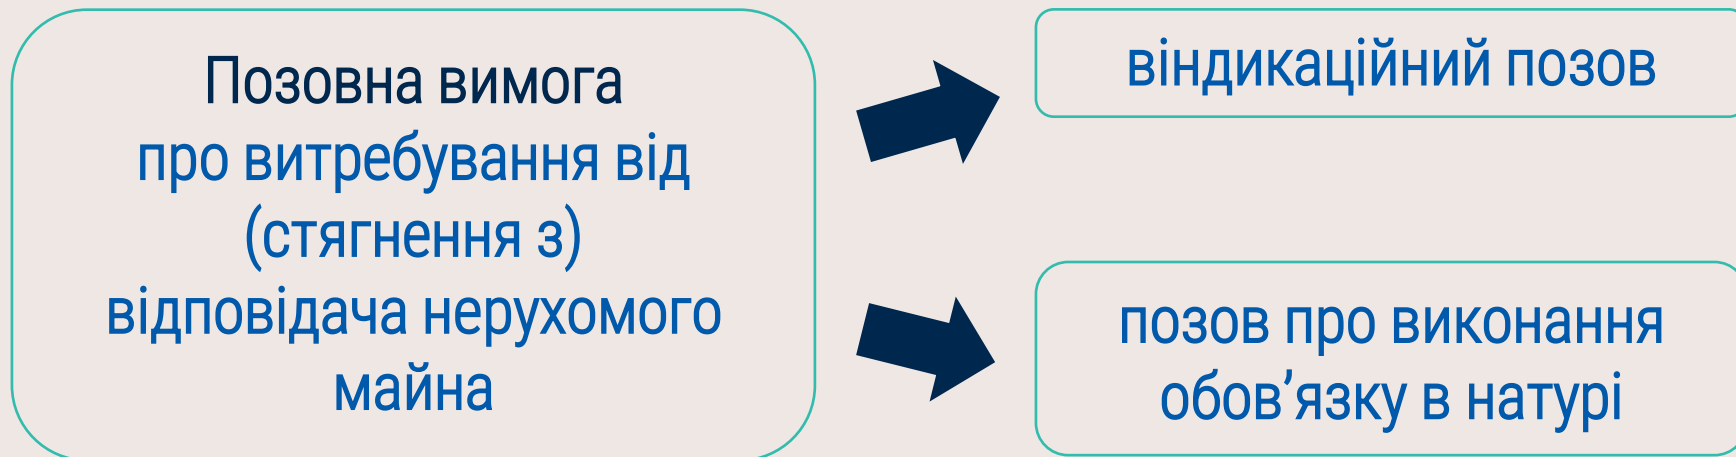 Позовна вимога
про витребування від
(стягнення з)
відповідача нерухомого
майна
віндикаційний позов
позов про виконання
обов’язку в натурі